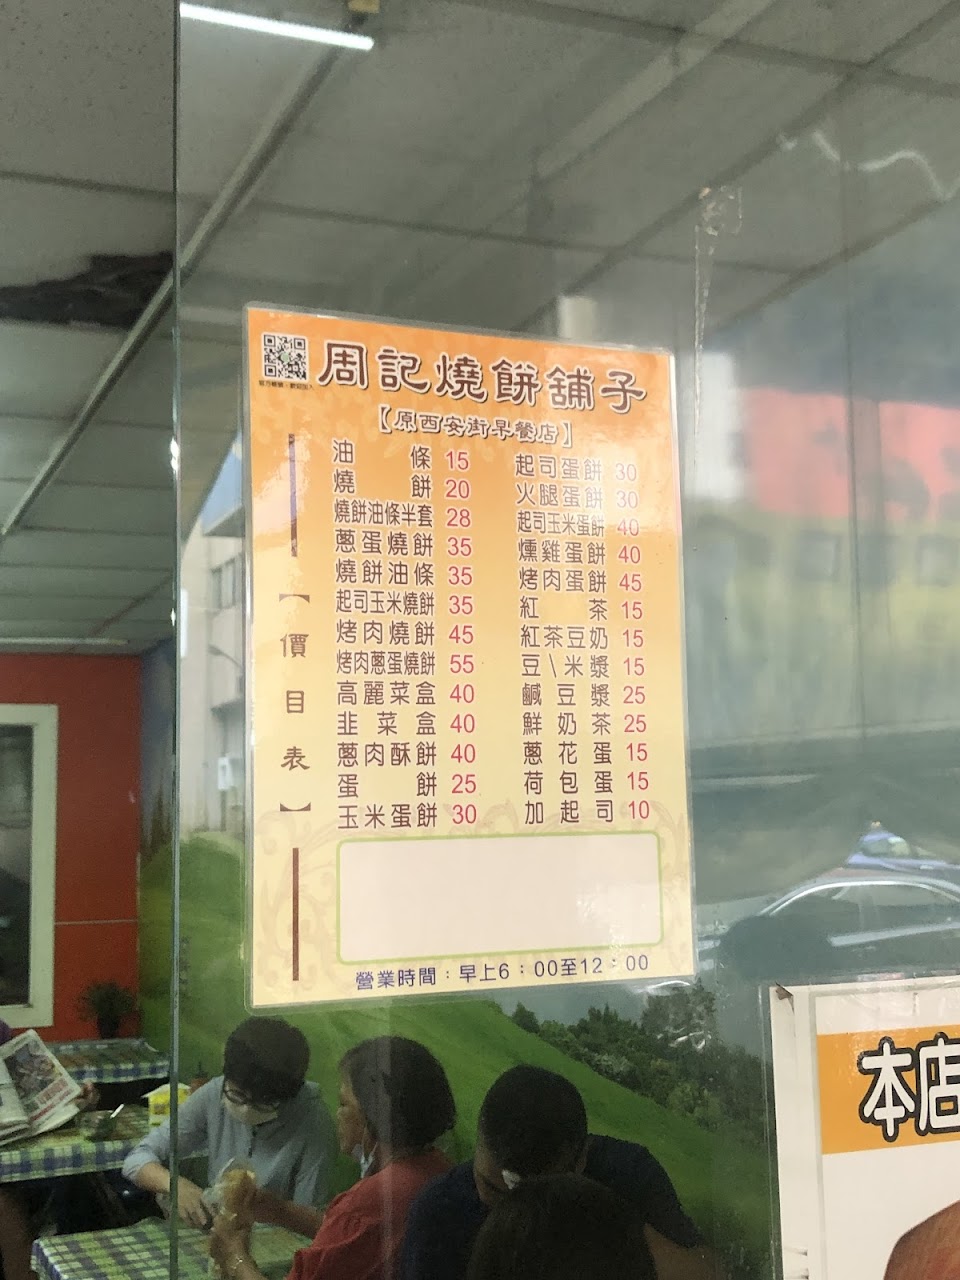 周記燒餅舖子
【原西安街早餐店】
【價目表】
油條 15
燒餅 20
燒餅油條半套 28
蔥蛋燒餅 35
燒餅油條 35
起司玉米燒餅 35
烤肉燒餅 45
烤肉蔥蛋燒餅 55
高麗菜盒 40
韭菜盒 40
蔥肉酥餅 40
蛋餅 25
玉米蛋餅 30
起司蛋餅 30
火腿蛋餅 30
起司玉米蛋餅 40
燻雞蛋餅 40
烤肉蛋餅 45
紅茶 15
紅茶豆奶 15
豆\米漿 15
鹹豆漿 25
鮮奶茶 25
蔥花蛋 15
荷包蛋 15
加起司 10
營業時間：早上6：00至12：00
本店